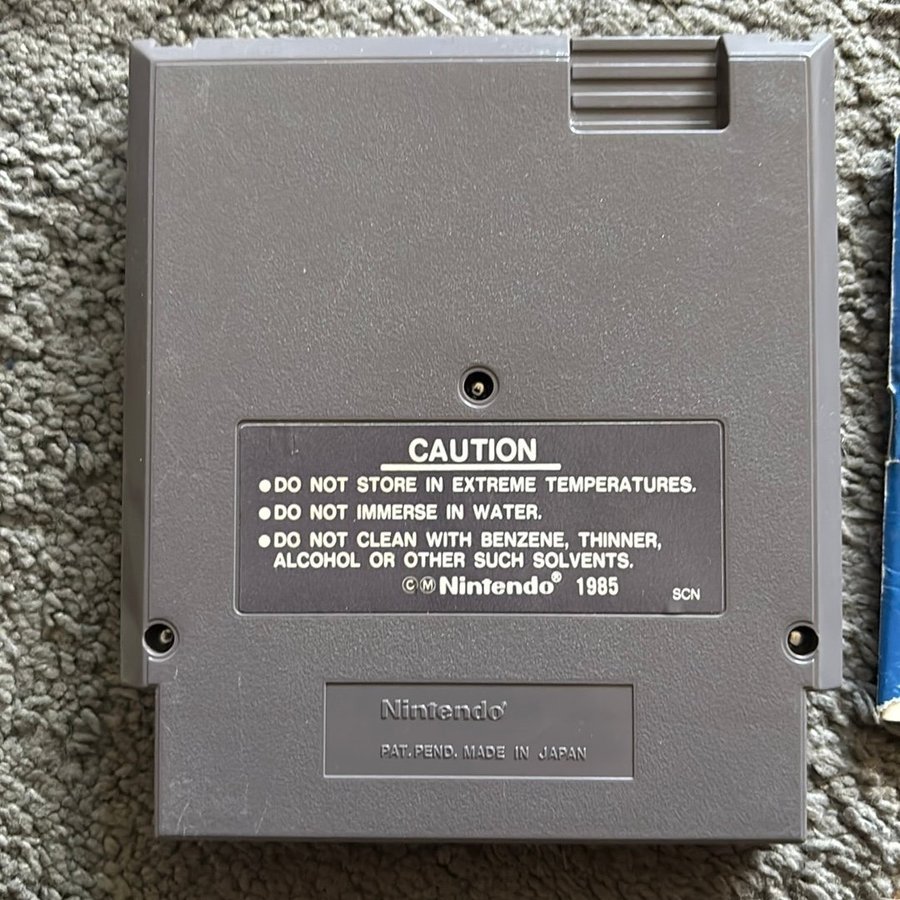 CAUTION
●DO NOT STORE IN EXTREME TEMPERATURES.
●DO NOT IMMERSE IN WATER.
●DO NOT CLEAN WITH BENZENE, THINNER,
ALCOHOL OR OTHER SUCH SOLVENTS.
ⒸⓂNintendo® 1985
SCN
Nintendo®
PAT. PEND. MADE IN JAPAN